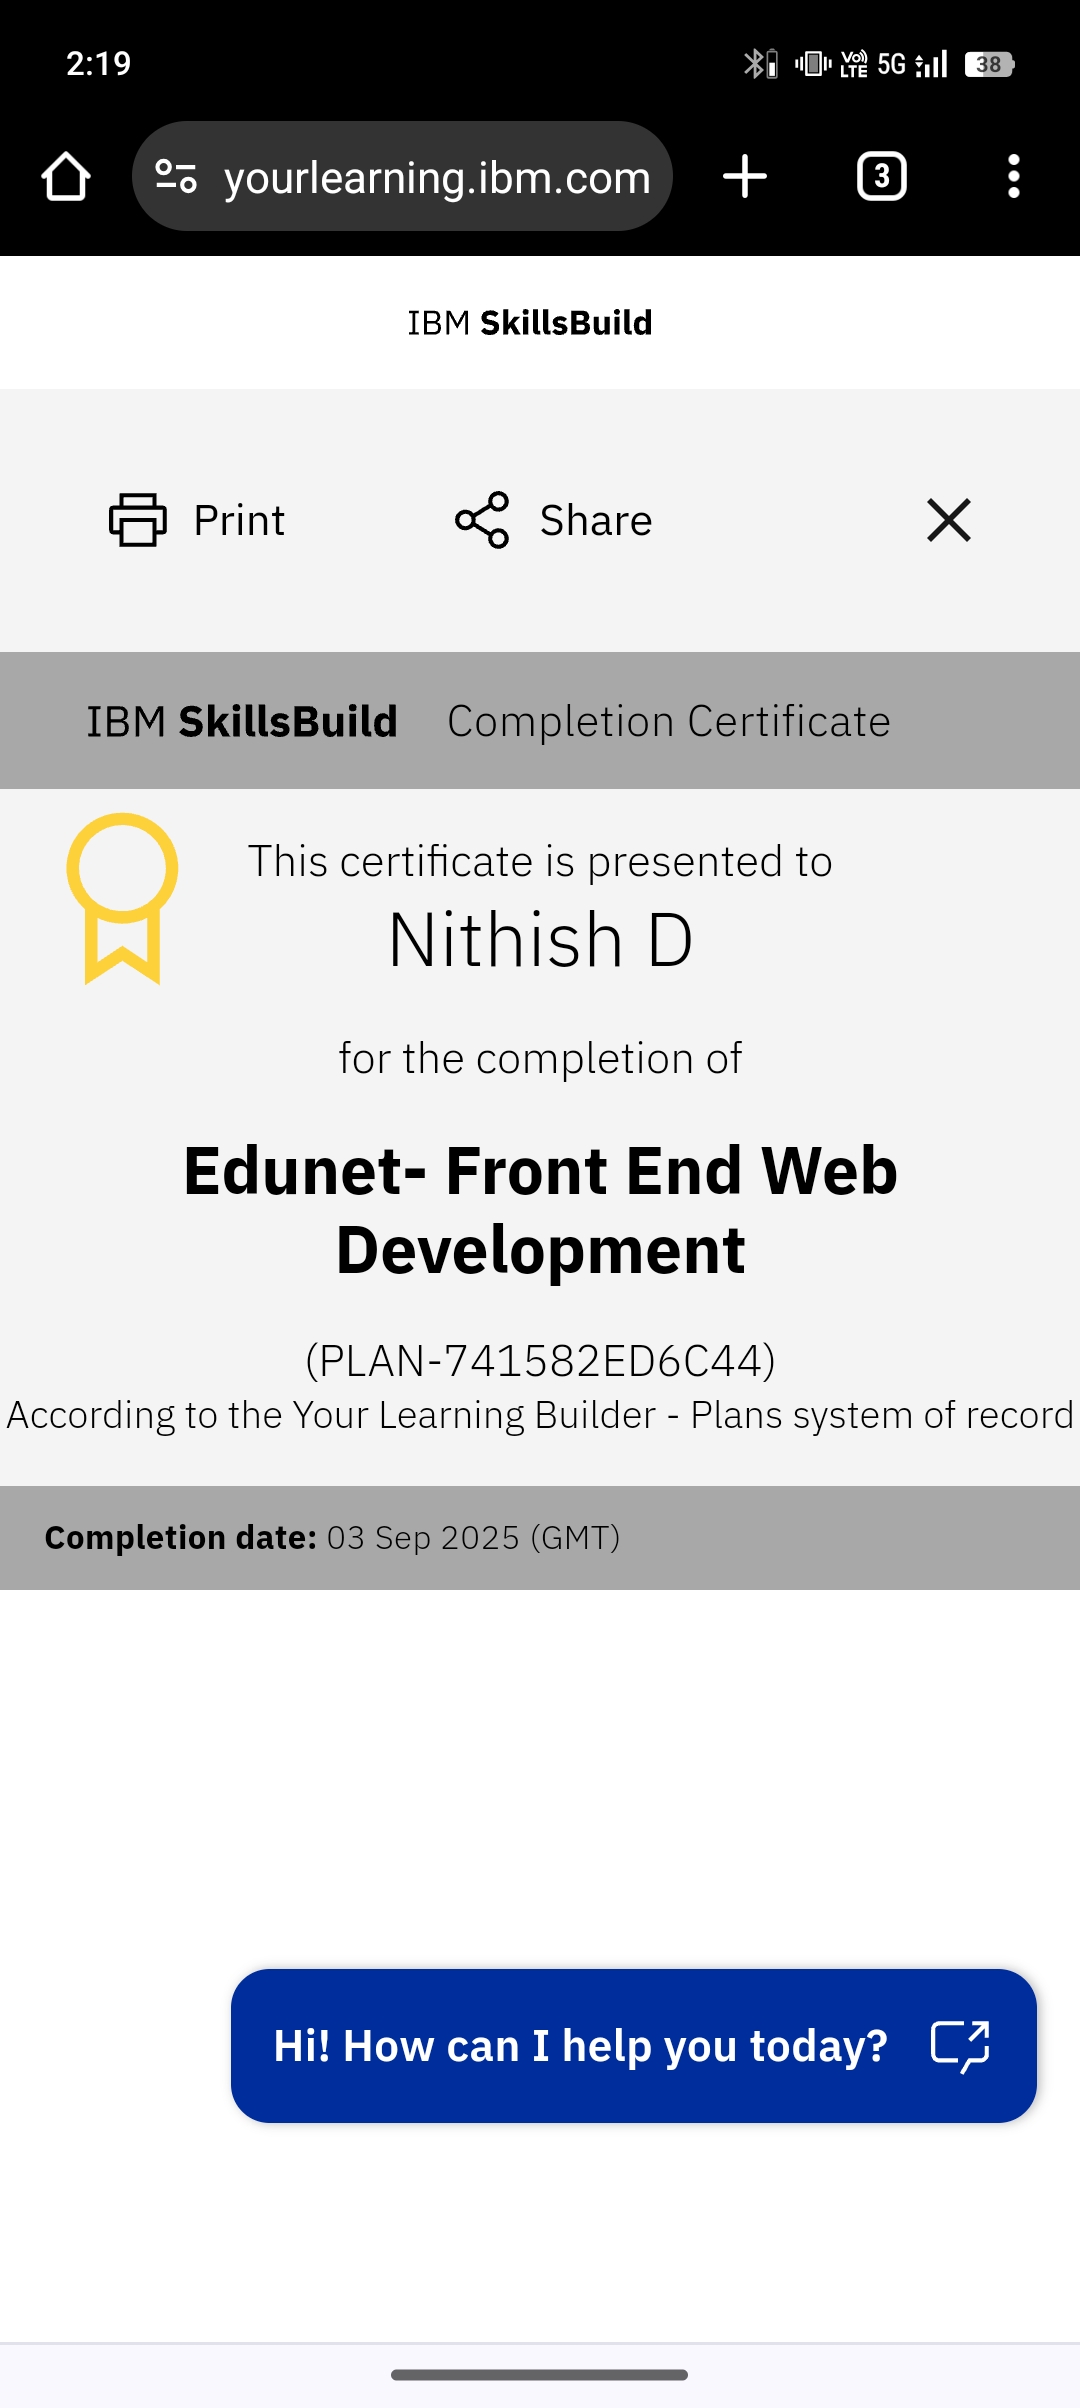 2:19
Vo)) LTE 5G 38
yourlearning.ibm.com
3
IBM SkillsBuild
Print Share
IBM SkillsBuild Completion Certificate
This certificate is presented to
Nithish D
for the completion of
Edunet- Front End Web
Development
(PLAN-741582ED6C44)
According to the Your Learning Builder - Plans system of record
Completion date: 03 Sep 2025 (GMT)
Hi! How can I help you today?